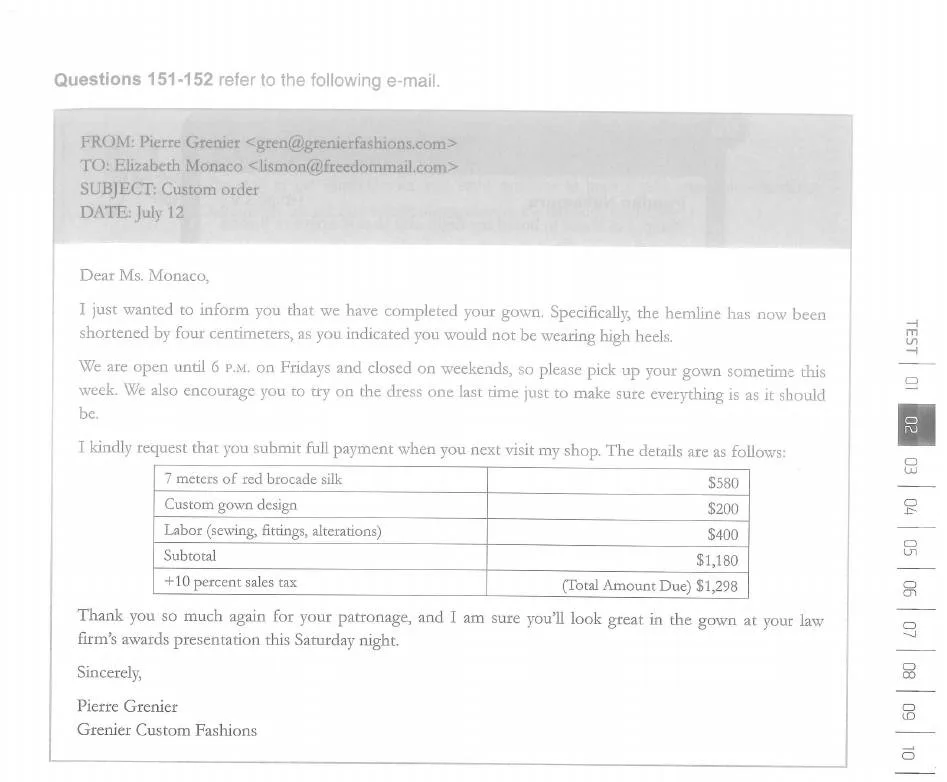 Questions 151-152 refer to the following e-mail.
FROM: Pierre Grenier <gren@grenierfashions.com>
TO: Elizabeth Monaco <lismon@freedommail.com>
SUBJECT: Custom order
DATE: July 12
Dear Ms. Monaco,
I just wanted to inform you that we have completed your gown. Specifically, the hemline has now been
shortened by four centimeters, as you indicated you would not be wearing high heels.
We are open until 6 P.M. on Fridays and closed on weekends, so please pick up your gown sometime this
week. We also encourage you to try on the dress one last time just to make sure everything is as it should
be.
I kindly request that you submit full payment when you next visit my shop. The details are as follows:
7 meters of red brocade silk $580
Custom gown design $200
Labor (sewing, fittings, alterations) $400
Subtotal $1,180
+10 percent sales tax (Total Amount Due) $1,298
Thank you so much again for your patronage, and I am sure you'll look great in the gown at your law
firm's awards presentation this Saturday night.
Sincerely,
Pierre Grenier
Grenier Custom Fashions
TEST
01
02
03
04
05
06
07
08
09
10